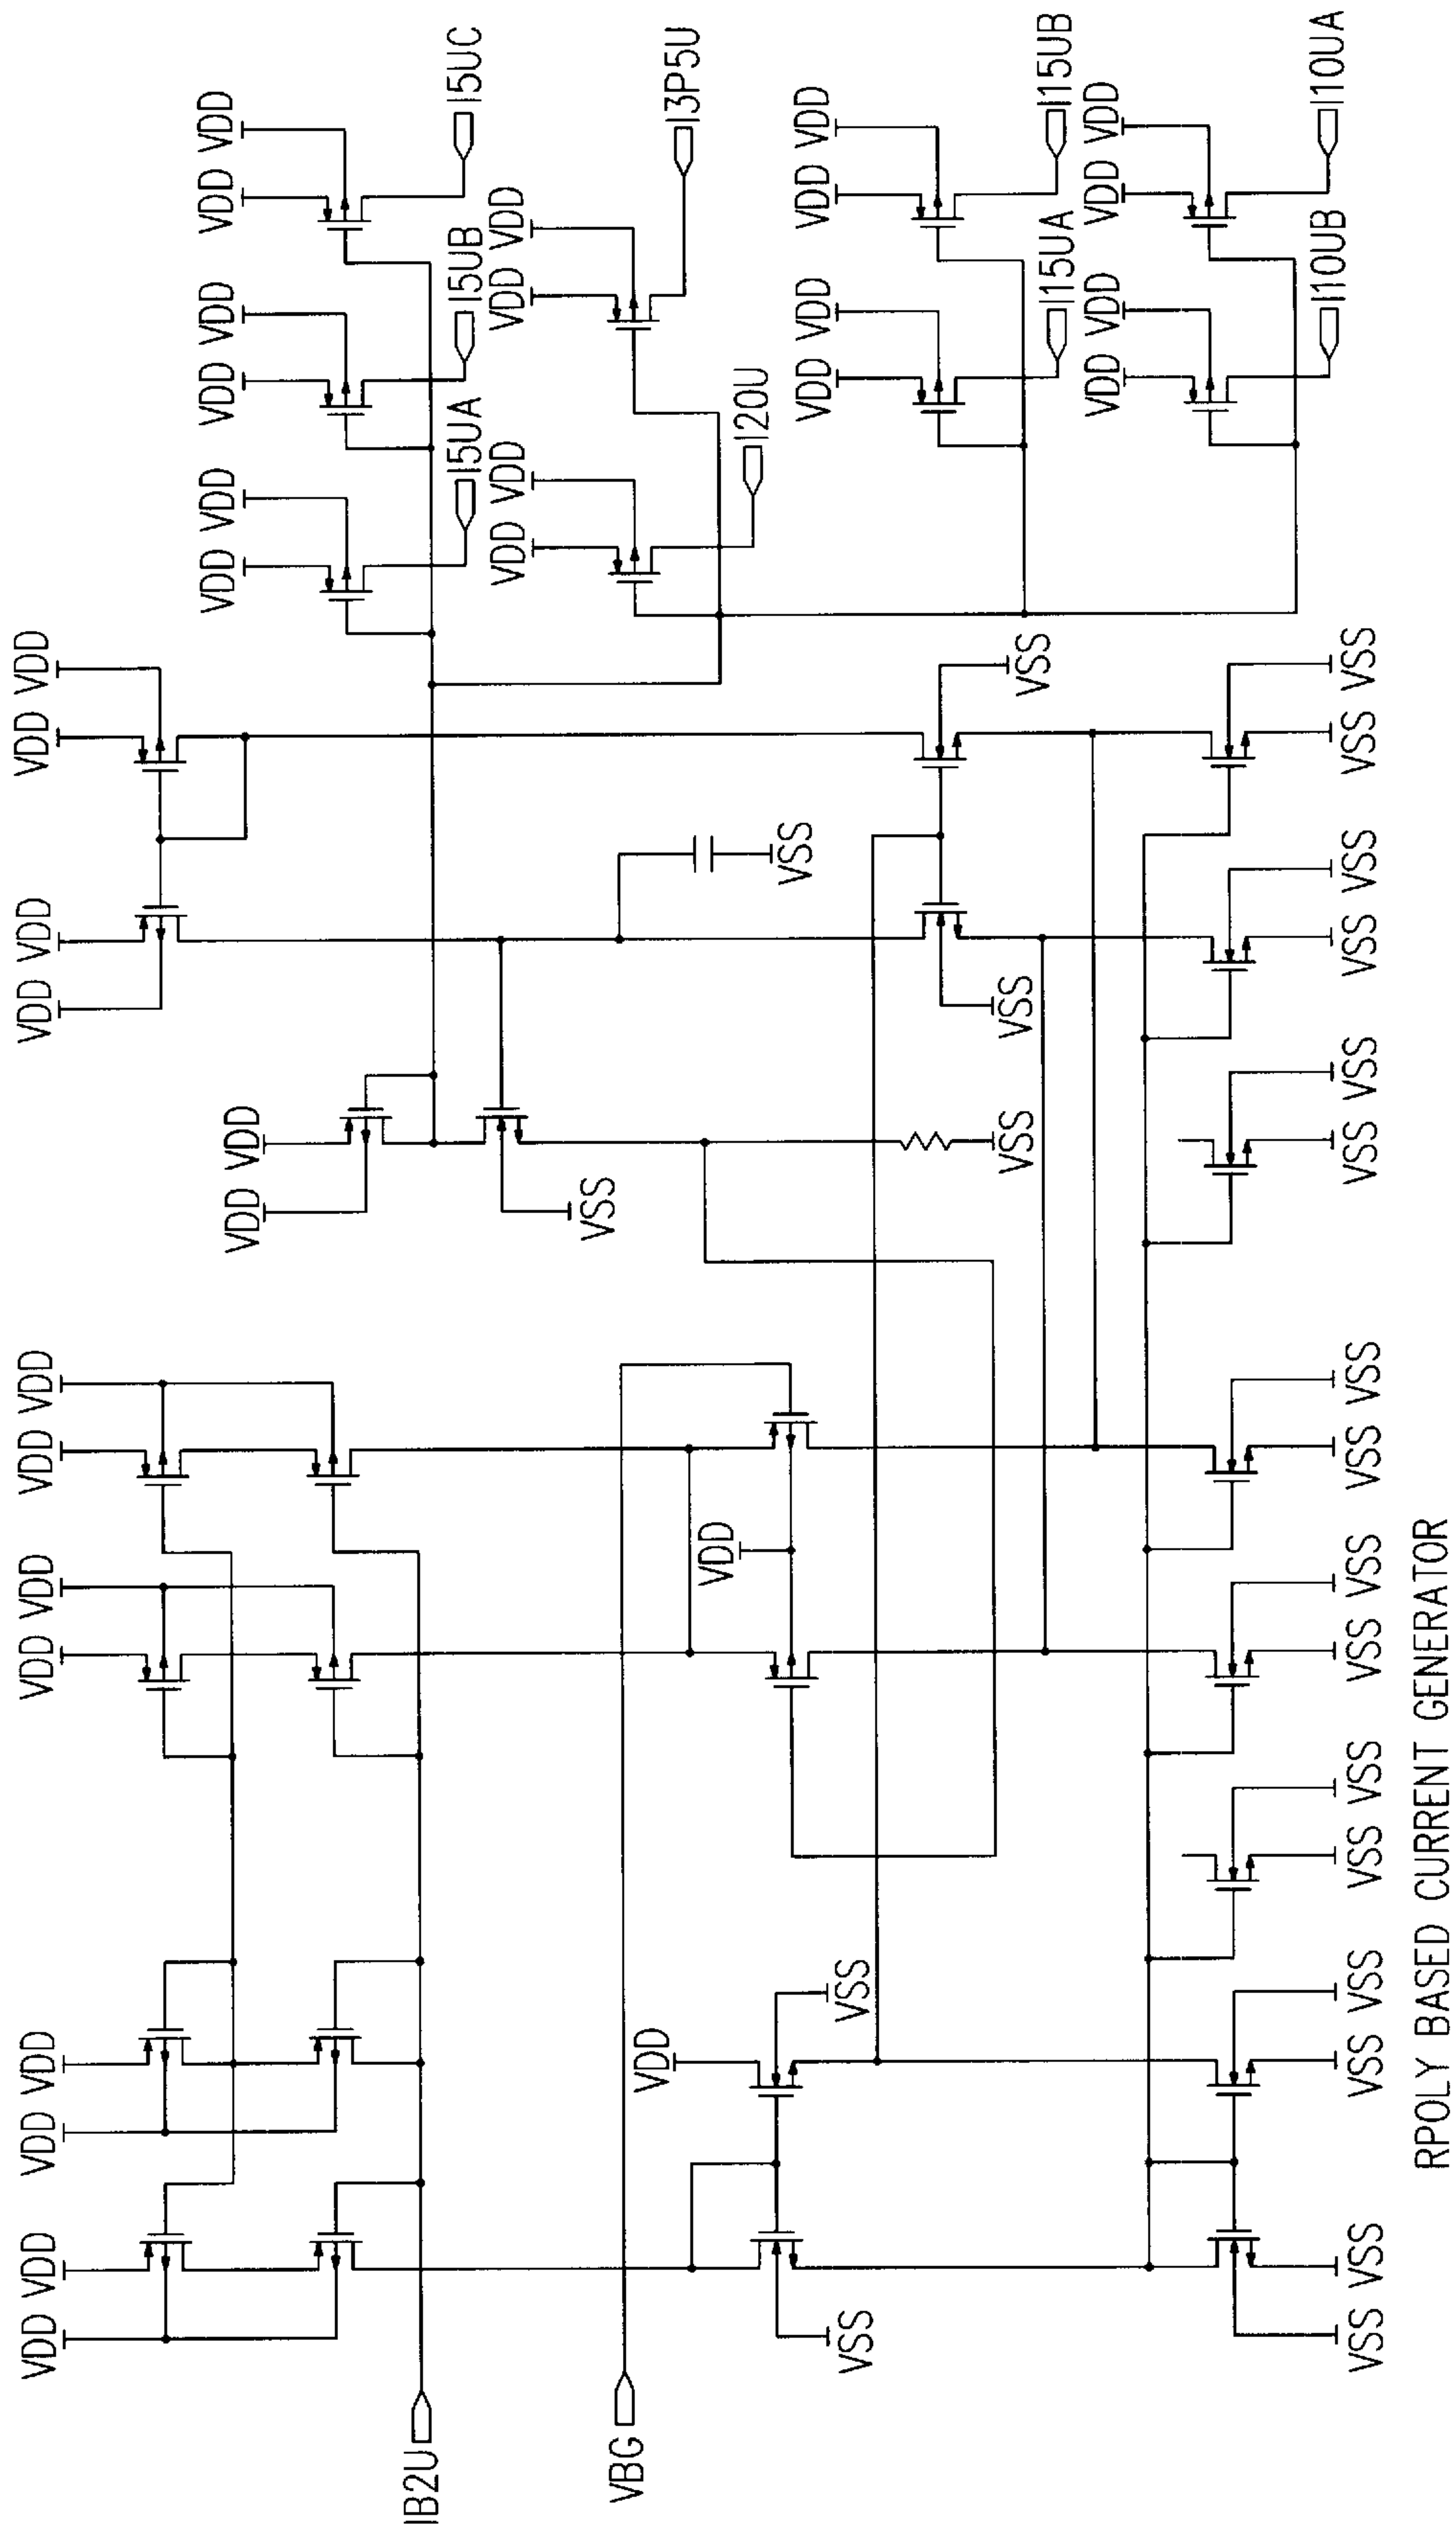 VDD VDD VDD VDD VDD VDD VDD VDD VDD VDD VDD VDD
VDD VDD VDD VDD VDD VDD VDD VDD
IB2U
I5UA I5UB I5UC
VDD VDD VDD VDD
VSS
VBG
VDD
I3P5U
VDD
I20U
VSS
VDD VDD VDD VDD
VSS VSS
VSS VSS VSS
I15UA I15UB
VDD VDD VDD VDD
I10UB I10UA
VSS VSS VSS VSS VSS VSS VSS VSS VSS VSS VSS VSS VSS VSS VSS VSS
RPOLY BASED CURRENT GENERATOR